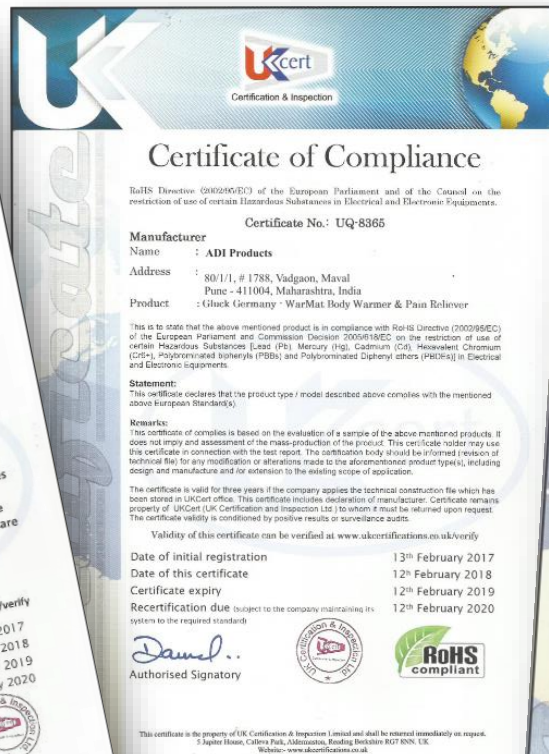 UK
UKcert
Certification & Inspection
Certificate of Compliance
RoHS Directive (2002/95/EC) of the European Parliament and of the Council on the
restriction of use of certain Hazardous Substances in Electrical and Electronic Equipments.
Certificate No.: UQ-8365
Manufacturer
Name : ADI Products
Address : 80/1/1, # 1788, Vadgaon, Maval
Pune - 411004, Maharashtra, India
Product : Gluck Germany - WarMat Body Warmer & Pain Reliever
This is to state that the above mentioned product is in compliance with RoHS Directive (2002/95/EC)
of the European Parliament and Commission Decision 2005/618/EC on the restriction of use of
certain Hazardous Substances [Lead (Pb), Mercury (Hg), Cadmium (Cd), Hexavalent Chromium
(Cr6+), Polybrominated biphenyls (PBBs) and Polybrominated Diphenyl ethers (PBDEs)] in Electrical
and Electronic Equipments.
Statement:
This certificate declares that the product type / model described above complies with the mentioned
above European Standard(s).
Remarks:
This certificate of complies is based on the evaluation of a sample of the above mentioned products. It
does not imply and assessment of the mass-production of the product. This certificate holder may use
this certificate in connection with the test report. The certification body should be informed (revision of
technical file) for any modification or alterations made to the aforementioned product type(s), including
design and manufacture and /or extension to the existing scope of application.
The certificate is valid for three years if the company applies the technical construction file which has
been stored in UKCert office. This certificate includes declaration of manufacturer. Certificate remains
property of UKCert (UK Certification and Inspection Ltd.) to whom it must be returned upon request.
The certificate validity is conditioned by positive results or surveillance audits.
Validity of this certificate can be verified at www.ukcertifications.co.uk/verify
Date of initial registration 13th February 2017
Date of this certificate 12th February 2018
Certificate expiry 12th February 2019
Recertification due (subject to the company maintaining its 12th February 2020
system to the required standard)
Authorised Signatory
RoHS
compliant
This certificate is the property of UK Certification & Inspection Limited and shall be returned immediately on request.
5 Jupiter House, Calleva Park, Aldermaston, Reading Berkshire RG7 8NN, UK
Website:- www.ukcertifications.co.uk
/verify
2017
2018
2019
2020